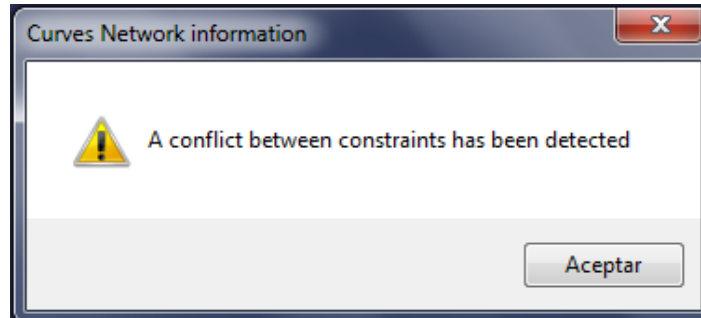 Curves Network information
A conflict between constraints has been detected
Aceptar